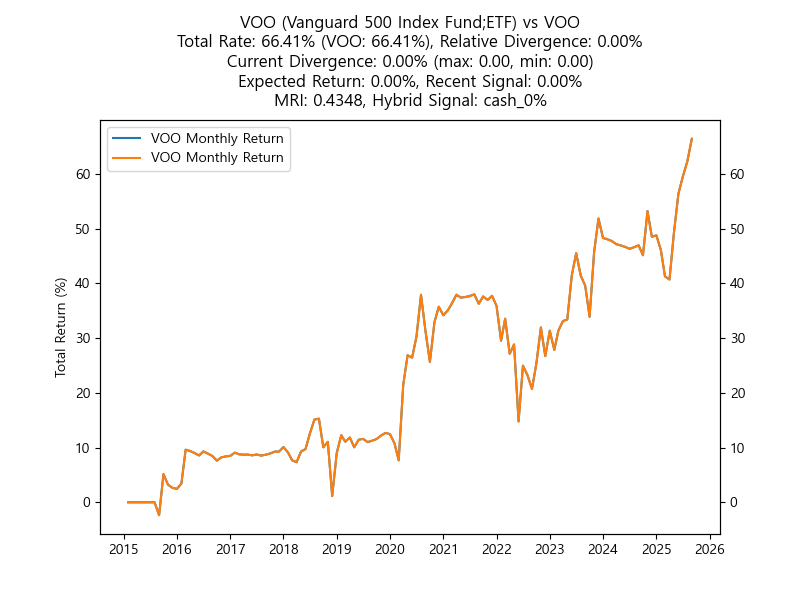 VOO (Vanguard 500 Index Fund;ETF) vs VOO
Total Rate: 66.41% (VOO: 66.41%), Relative Divergence: 0.00%
Current Divergence: 0.00% (max: 0.00, min: 0.00)
Expected Return: 0.00%, Recent Signal: 0.00%
MRI: 0.4348, Hybrid Signal: cash_0%
VOO Monthly Return
VOO Monthly Return
Total Return (%)
60
50
40
30
20
10
0
60
50
40
30
20
10
0
2015 2016 2017 2018 2019 2020 2021 2022 2023 2024 2025 2026